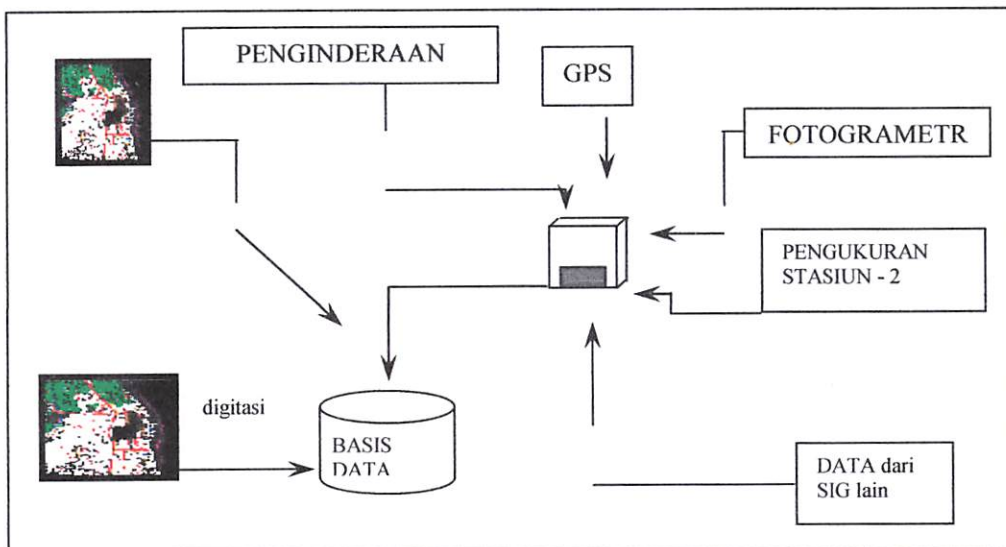 PENGINDERAAN
GPS
FOTOGRAMETR
PENGUKURAN
STASIUN - 2
digitasi
BASIS
DATA
DATA dari
SIG lain